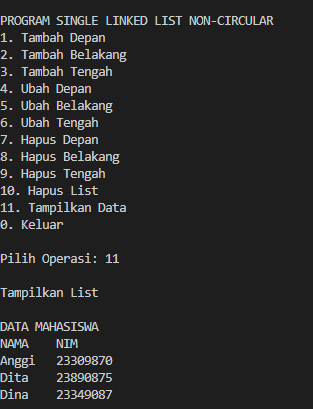 PROGRAM SINGLE LINKED LIST NON-CIRCULAR
1. Tambah Depan
2. Tambah Belakang
3. Tambah Tengah
4. Ubah Depan
5. Ubah Belakang
6. Ubah Tengah
7. Hapus Depan
8. Hapus Belakang
9. Hapus Tengah
10. Hapus List
11. Tampilkan Data
0. Keluar
Pilih Operasi: 11
Tampilkan List
DATA MAHASISWA
NAMA NIM
Anggi 23309870
Dita 23890875
Dina 23349087